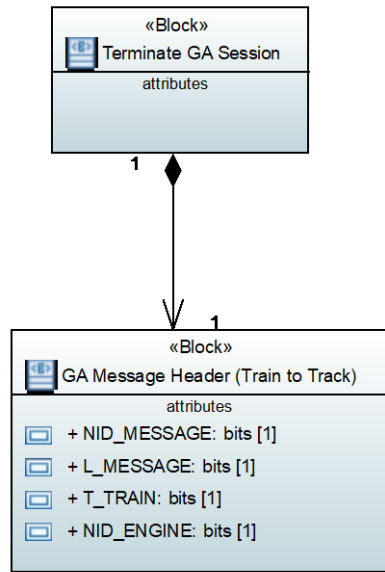 «Block»
Terminate GA Session
attributes
1
1
«Block»
GA Message Header (Train to Track)
attributes
+ NID_MESSAGE: bits [1]
+ L_MESSAGE: bits [1]
+ T_TRAIN: bits [1]
+ NID_ENGINE: bits [1]